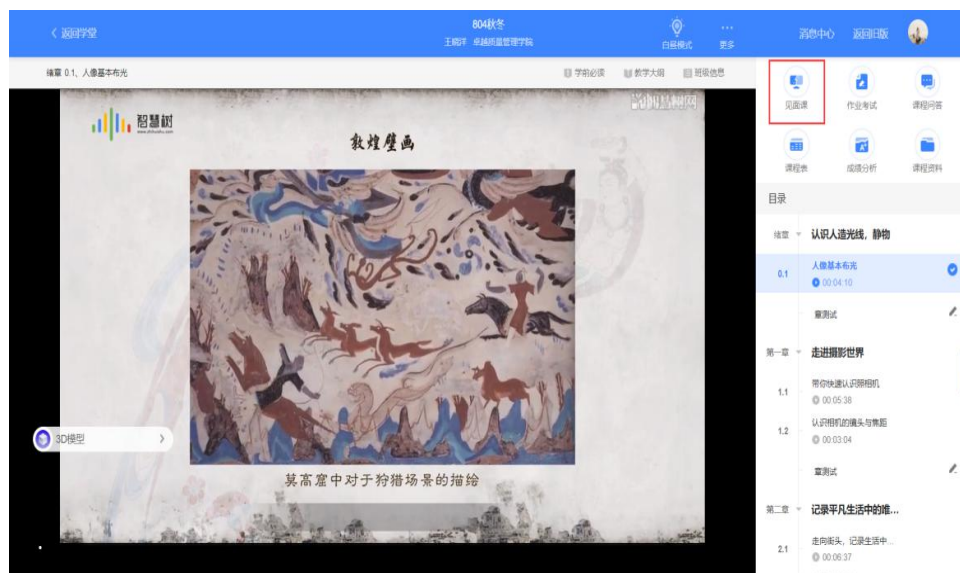 < 返回学堂
804秋冬
王晓洋 卓越质量管理学院
白昼模式
更多
消息中心
返回旧版
绪章 0.1、人像基本布光
学前必读
教学大纲
班级信息
智慧树
www.zhihuishu.com
智慧树网
敦煌壁画
莫高窟中对于狩猎场景的描绘
3D模型 >
见面课
作业考试
课程问答
课程表
成绩分析
课程资料
目录
绪章 认识人造光线，静物
0.1 人像基本布光
00:04:10
章测试
第一章 走进摄影世界
1.1 带你快速认识照相机
00:05:38
1.2 认识相机的镜头与焦距
00:03:04
章测试
第二章 记录平凡生活中的唯...
2.1 走向街头，记录生活中...
00:06:37